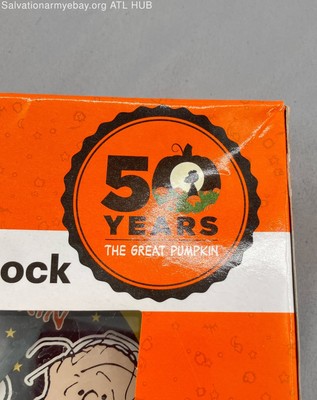 Salvationarmyebay.org ATL HUB
50
YEARS
THE GREAT PUMPKIN
ock